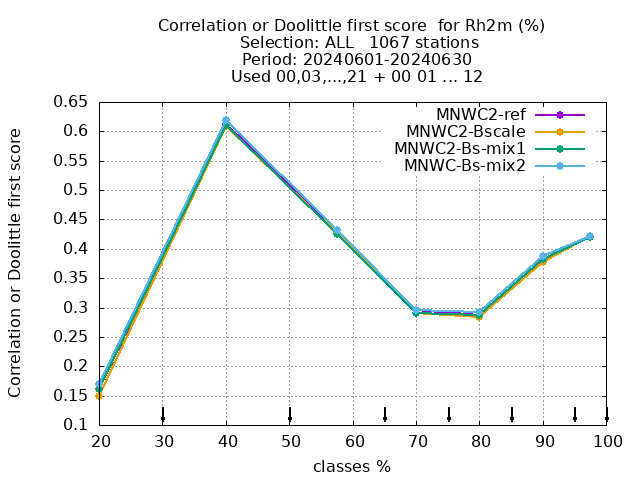 Correlation or Doolittle first score  for Rh2m (%)
Selection: ALL   1067 stations
Period: 20240601-20240630
Used 00,03,...,21 + 00 01 ... 12
Correlation or Doolittle first score
0.65
0.6
0.55
0.5
0.45
0.4
0.35
0.3
0.25
0.2
0.15
0.1
MNWC2-ref
MNWC2-Bscale
MNWC2-Bs-mix1
MNWC-Bs-mix2
20 30 40 50 60 70 80 90 100
classes %